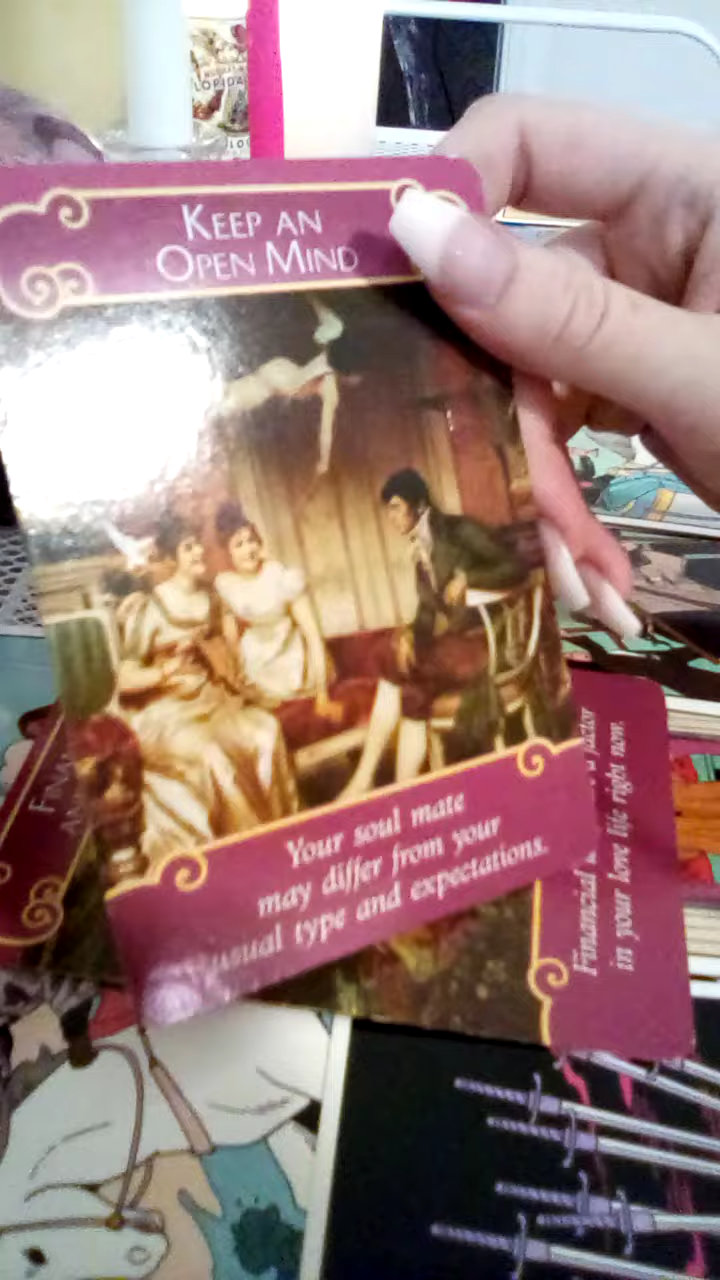 KEEP AN
OPEN MIND
Your soul mate
may differ from your
usual type and expectations.
Financial
factor
in your love life right now.